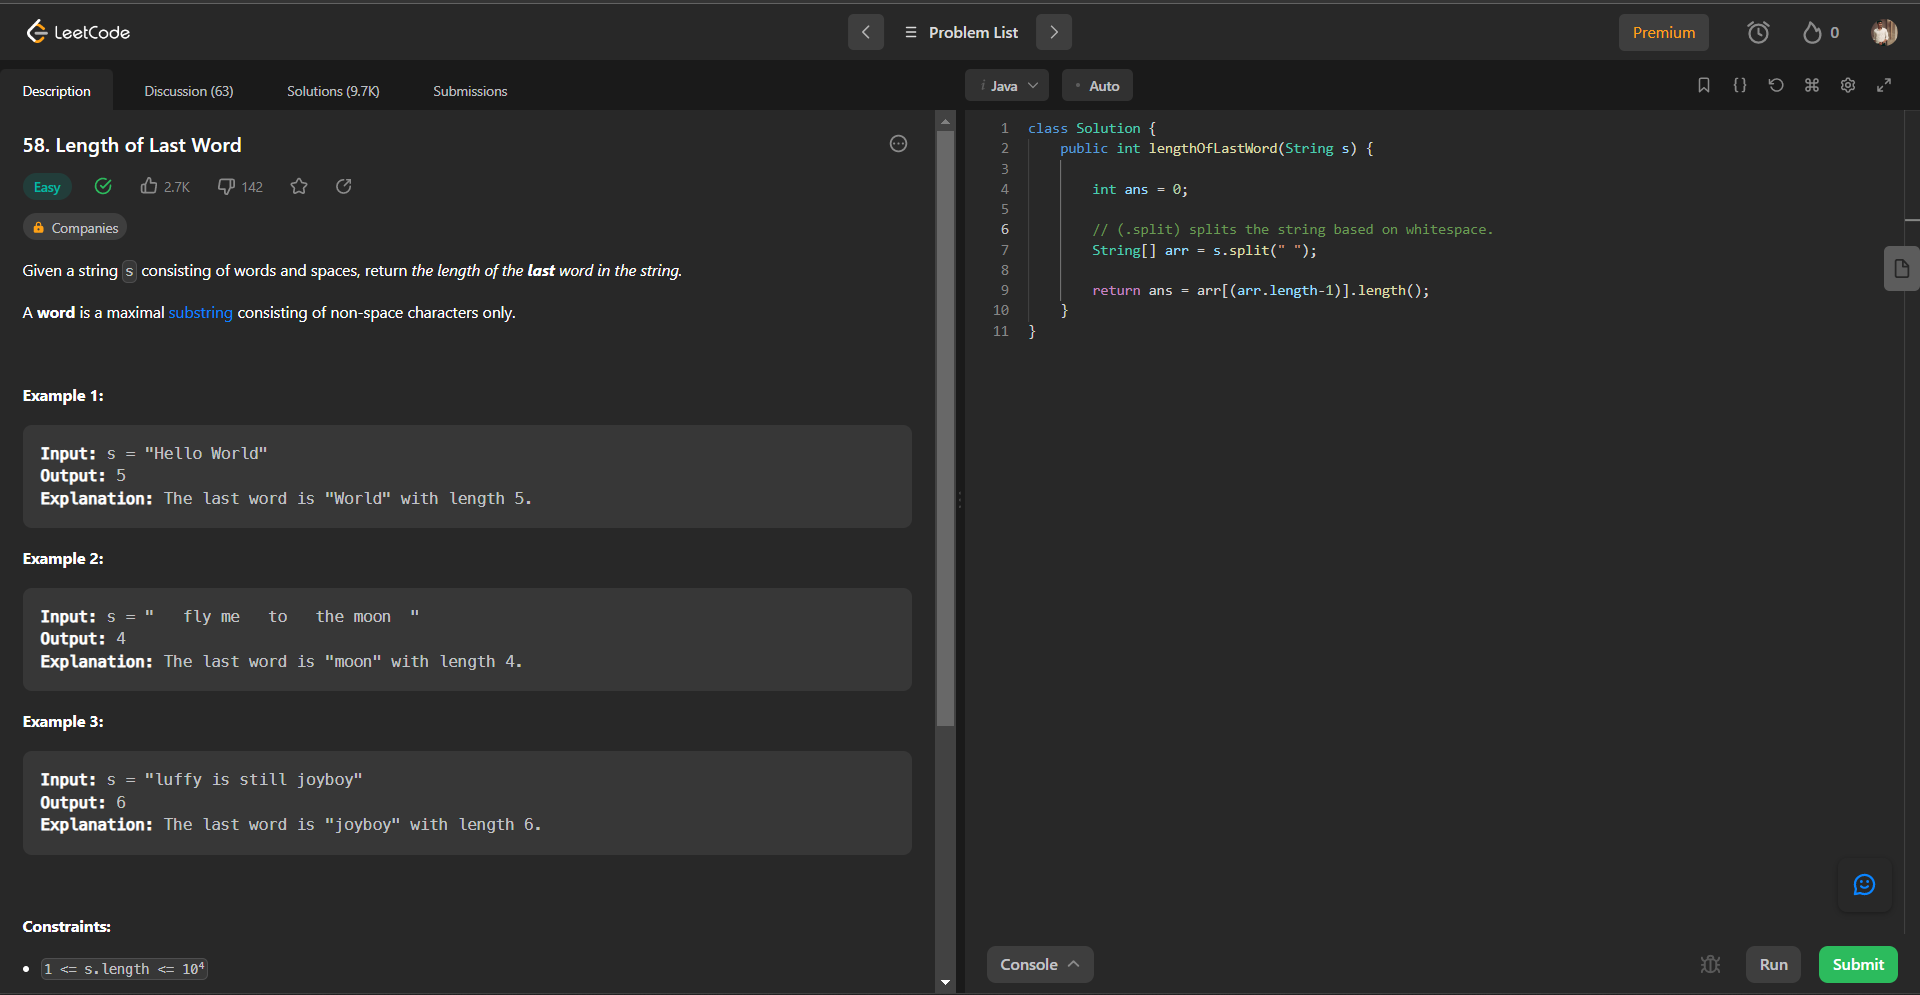 LeetCode
Problem List
Premium
0
Description
Discussion (63)
Solutions (9.7K)
Submissions
i Java
Auto
58. Length of Last Word
Easy
2.7K
142
Companies
Given a string s consisting of words and spaces, return the length of the last word in the string.
A word is a maximal substring consisting of non-space characters only.
Example 1:
Input: s = "Hello World"
Output: 5
Explanation: The last word is "World" with length 5.
Example 2:
Input: s = "   fly me   to   the moon  "
Output: 4
Explanation: The last word is "moon" with length 4.
Example 3:
Input: s = "luffy is still joyboy"
Output: 6
Explanation: The last word is "joyboy" with length 6.
Constraints:
• 1 <= s.length <= 10⁴
1 class Solution {
2     public int lengthOfLastWord(String s) {
3
4         int ans = 0;
5
6         // (.split) splits the string based on whitespace.
7         String[] arr = s.split(" ");
8
9         return ans = arr[(arr.length-1)].length();
10     }
11 }
Console
Run
Submit